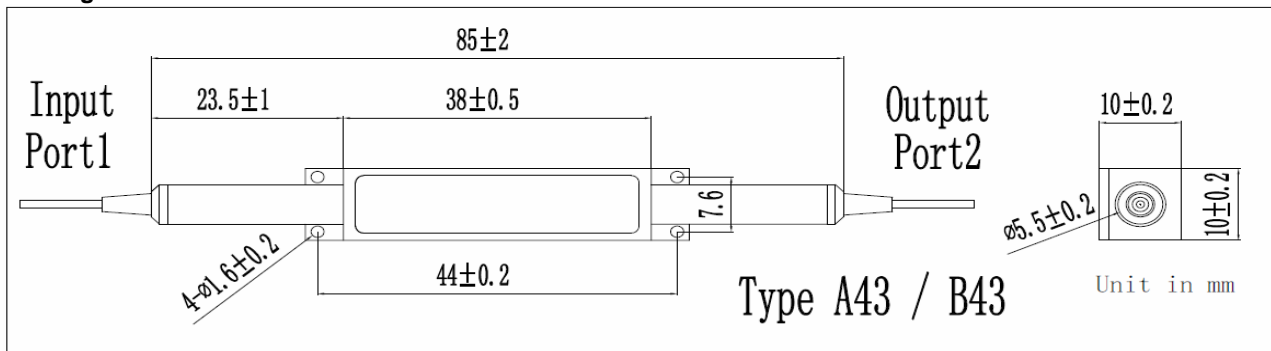 85±2
23.5±1
38±0.5
Input
Port1
Output
Port2
10±0.2
7.6
ø5.5±0.2
10±0.2
4-ø1.6±0.2
44±0.2
Type A43 / B43
Unit in mm